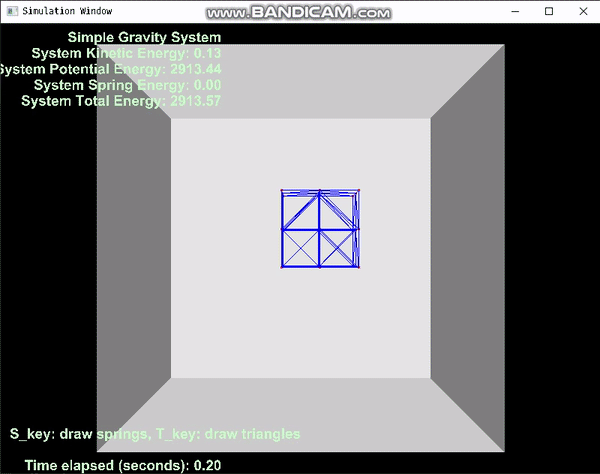 Simulation Window
www.BANDICAM.com
Simple Gravity System
System Kinetic Energy: 0.13
System Potential Energy: 2913.44
System Spring Energy: 0.00
System Total Energy: 2913.57
S_key: draw springs, T_key: draw triangles
Time elapsed (seconds): 0.20